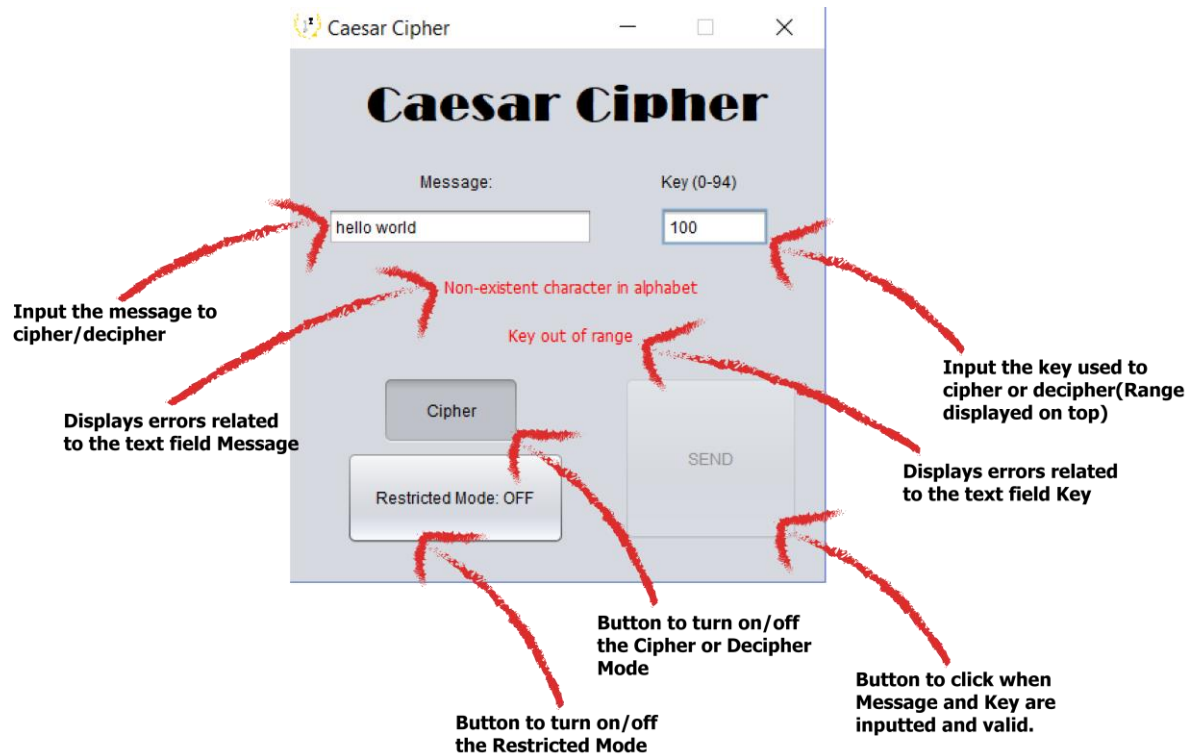 Caesar Cipher
Caesar Cipher
Message:
Key (0-94)
hello world
100
Non-existent character in alphabet
Key out of range
Input the message to
cipher/decipher
Input the key used to
cipher or decipher(Range
displayed on top)
Displays errors related
to the text field Message
Cipher
SEND
Displays errors related
to the text field Key
Restricted Mode: OFF
Button to turn on/off
the Cipher or Decipher
Mode
Button to click when
Message and Key are
inputted and valid.
Button to turn on/off
the Restricted Mode